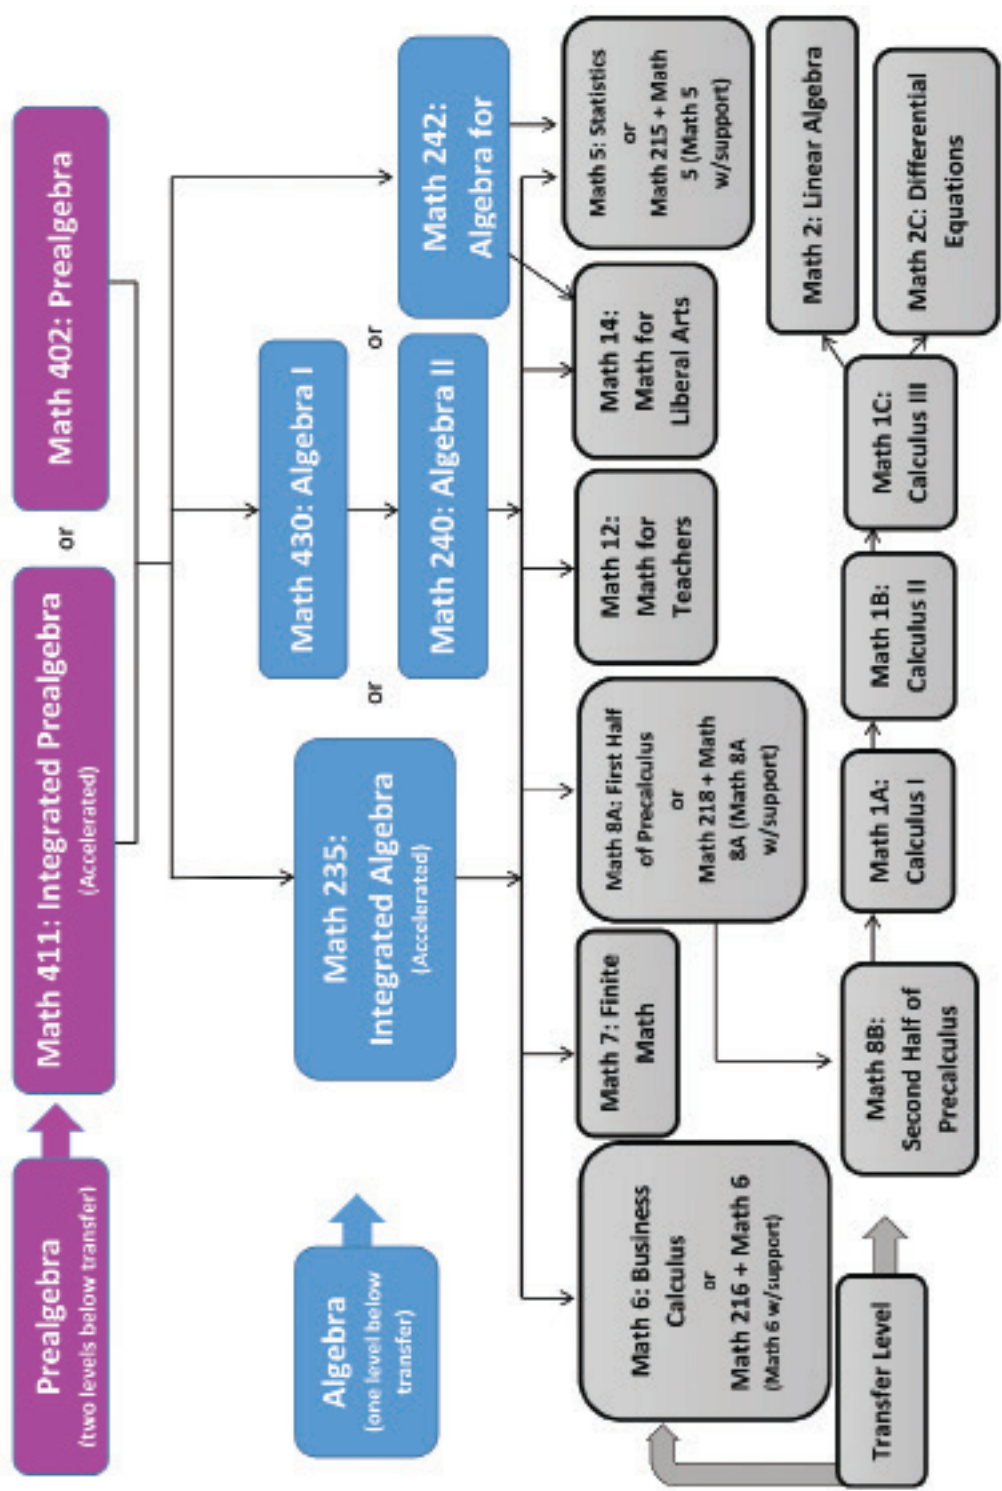 Prealgebra
(two levels below transfer)
Math 411: Integrated Prealgebra
(Accelerated)
or
Math 402: Prealgebra
Algebra
(one level below
transfer)
Math 235:
Integrated Algebra
(Accelerated)
or
Math 430: Algebra I
Math 240: Algebra II
or
Math 242:
Algebra for
Math 6: Business
Calculus
or
Math 216 + Math 6
(Math 6 w/support)
Math 7: Finite
Math
Math 8A: First Half
of Precalculus
or
Math 218 + Math
8A (Math 8A
w/support)
Math 12:
Math for
Teachers
Math 14:
Math for
Liberal Arts
Math 5: Statistics
or
Math 215 + Math
5 (Math 5
w/support)
Transfer Level
Math 8B:
Second Half of
Precalculus
Math 1A:
Calculus I
Math 1B:
Calculus II
Math 1C:
Calculus III
Math 2: Linear Algebra
Math 2C: Differential
Equations